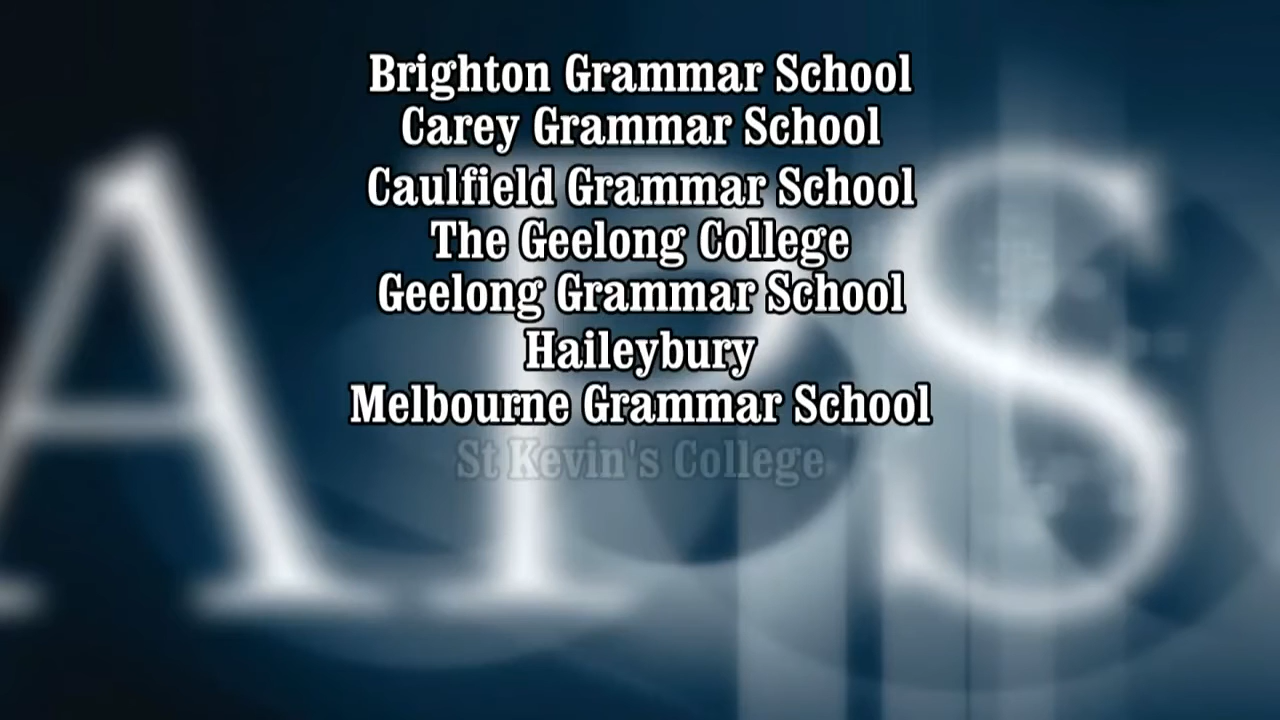 Brighton Grammar School
Carey Grammar School
Caulfield Grammar School
The Geelong College
Geelong Grammar School
Haileybury
Melbourne Grammar School
St Kevin's College
APS